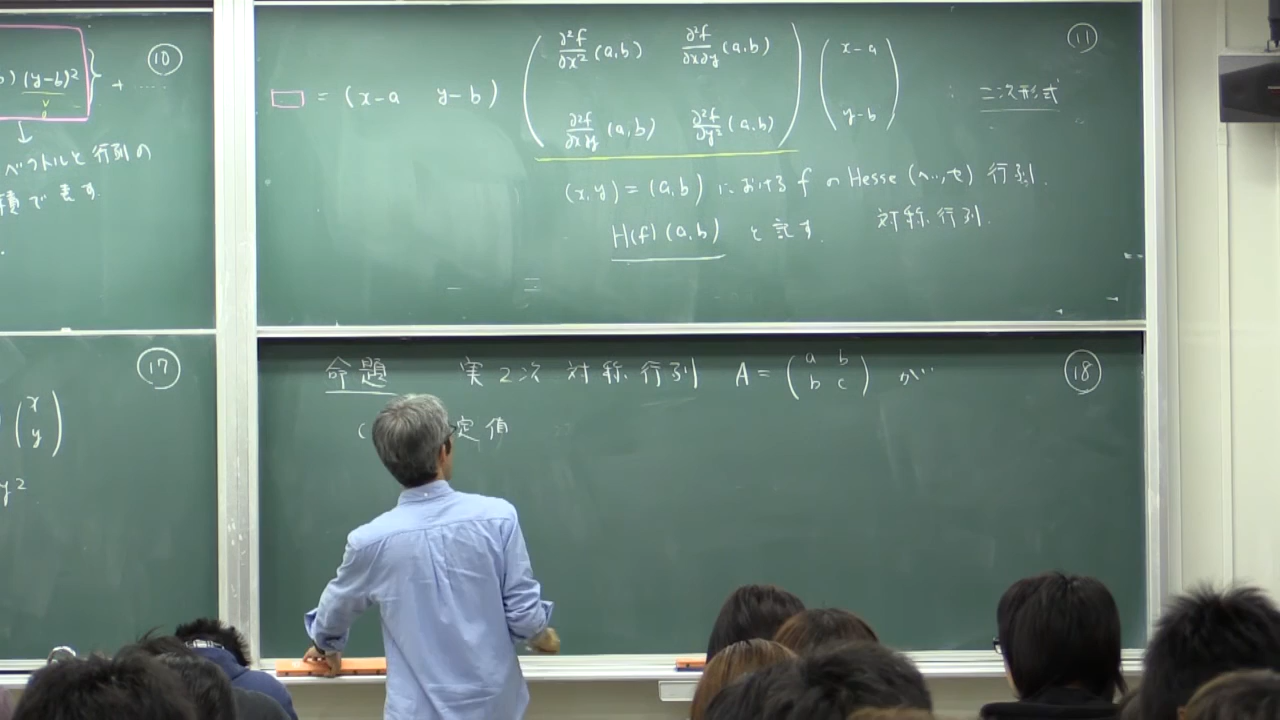 ⑩
(y-b)²} + ……
ベクトルと行列の
積で表す
⑪
□ = (x-a y-b) ( ∂²f/∂x² (a,b) ∂²f/∂x∂y (a,b) ) ( x-a )
( ∂²f/∂x∂y (a,b) ∂²f/∂y² (a,b) ) ( y-b )
二次形式
(x,y)=(a,b) における f の Hesse (ヘッセ) 行列.
H(f)(a,b) と記す. 対称行列.
⑰
(x
y)
y²
⑱
命題 実2次対称行列 A = (a b
b c) が…
( 定値